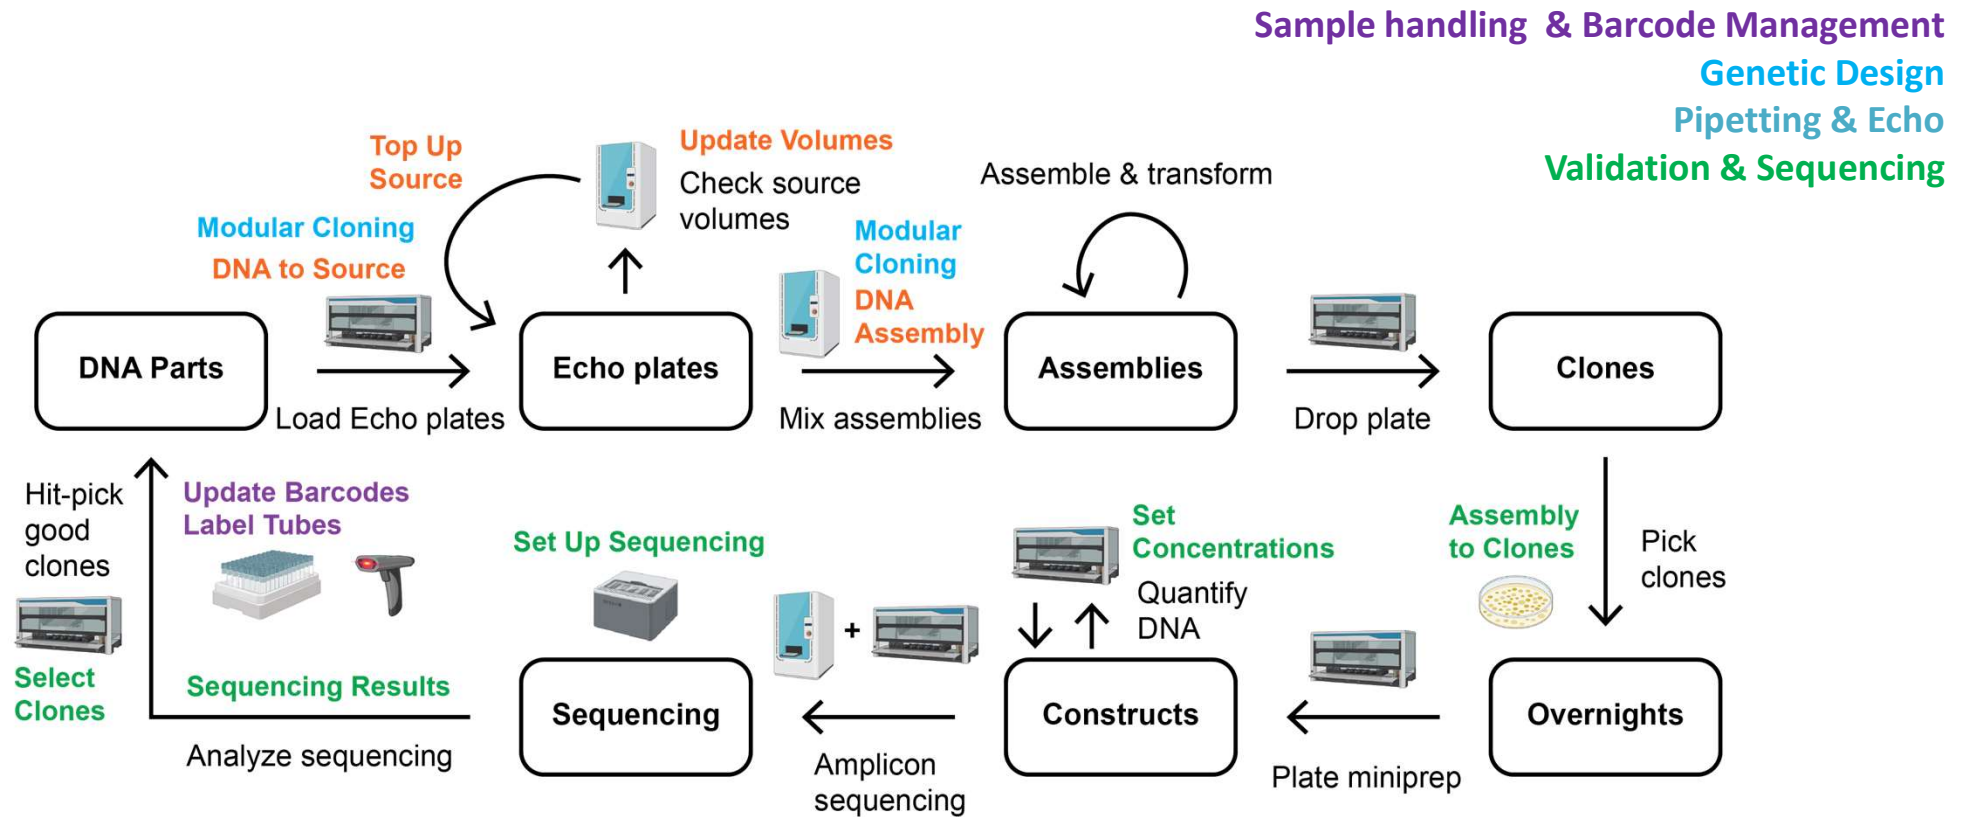 Sample handling & Barcode Management
Genetic Design
Pipetting & Echo
Validation & Sequencing
Top Up
Source
Update Volumes
Check source
volumes
Assemble & transform
Modular Cloning
DNA to Source
Modular
Cloning
DNA
Assembly
DNA Parts
Load Echo plates
Echo plates
Mix assemblies
Assemblies
Drop plate
Clones
Hit-pick
good
clones
Update Barcodes
Label Tubes
Set Up Sequencing
Set
Concentrations
Quantify
DNA
Assembly
to Clones
Pick
clones
+
Select
Clones
Sequencing Results
Analyze sequencing
Sequencing
Amplicon
sequencing
Constructs
Plate miniprep
Overnights